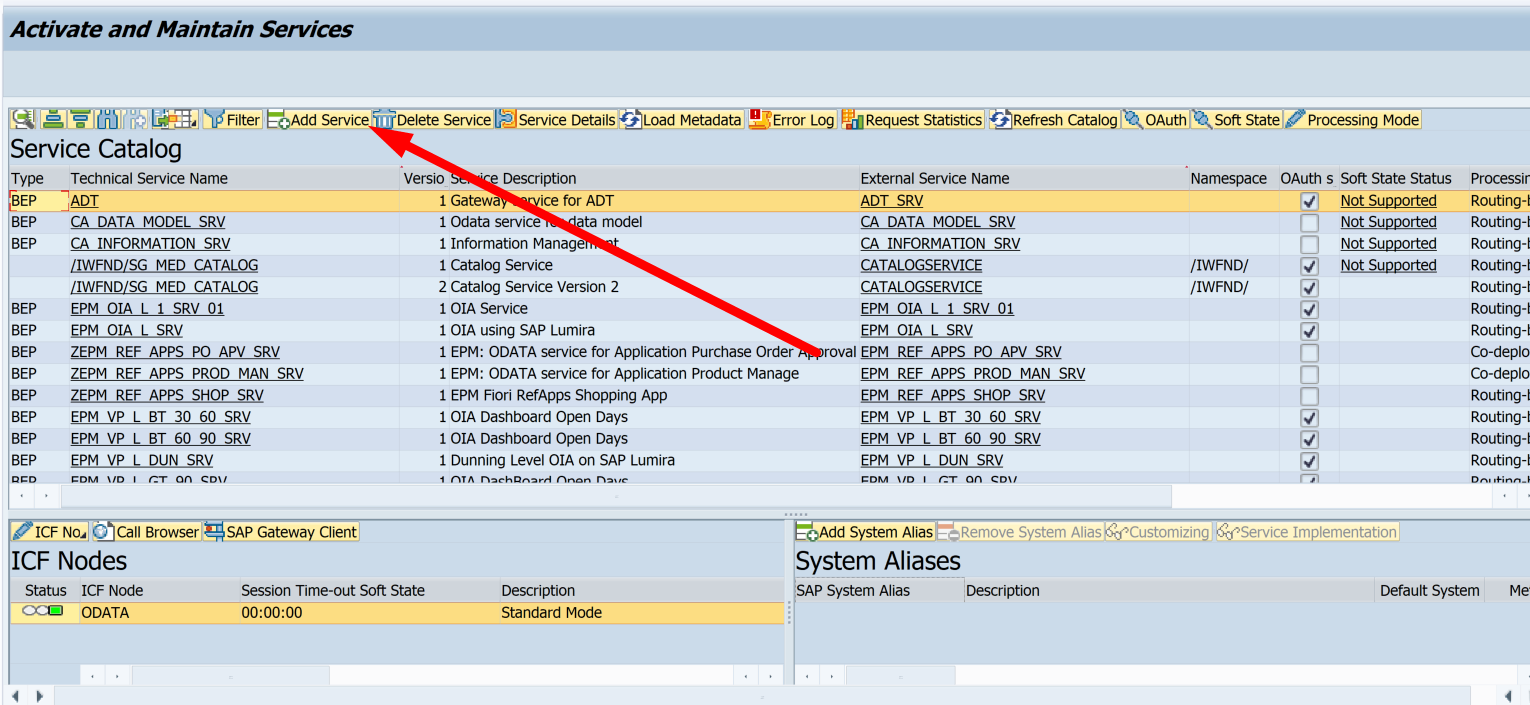 Activate and Maintain Services
Filter Add Service Delete Service Service Details Load Metadata Error Log Request Statistics Refresh Catalog OAuth Soft State Processing Mode
Service Catalog
Type Technical Service Name Versio Service Description External Service Name Namespace OAuth s Soft State Status Processin
BEP ADT 1 Gateway service for ADT ADT_SRV Not Supported Routing-b
BEP CA_DATA_MODEL_SRV 1 Odata service for data model CA_DATA_MODEL_SRV Not Supported Routing-b
BEP CA_INFORMATION_SRV 1 Information Management CA_INFORMATION_SRV Not Supported Routing-b
/IWFND/SG_MED_CATALOG 1 Catalog Service CATALOGSERVICE /IWFND/ Not Supported Routing-b
/IWFND/SG_MED_CATALOG 2 Catalog Service Version 2 CATALOGSERVICE /IWFND/ Routing-b
BEP EPM_OIA_L_1_SRV_01 1 OIA Service EPM_OIA_L_1_SRV_01 Routing-b
BEP EPM_OIA_L_SRV 1 OIA using SAP Lumira EPM_OIA_L_SRV Routing-b
BEP ZEPM_REF_APPS_PO_APV_SRV 1 EPM: ODATA service for Application Purchase Order Approval EPM_REF_APPS_PO_APV_SRV Co-deplo
BEP ZEPM_REF_APPS_PROD_MAN_SRV 1 EPM: ODATA service for Application Product Manage EPM_REF_APPS_PROD_MAN_SRV Co-deplo
BEP ZEPM_REF_APPS_SHOP_SRV 1 EPM Fiori RefApps Shopping App EPM_REF_APPS_SHOP_SRV Routing-b
BEP EPM_VP_L_BT_30_60_SRV 1 OIA Dashboard Open Days EPM_VP_L_BT_30_60_SRV Routing-b
BEP EPM_VP_L_BT_60_90_SRV 1 OIA Dashboard Open Days EPM_VP_L_BT_60_90_SRV Routing-b
BEP EPM_VP_L_DUN_SRV 1 Dunning Level OIA on SAP Lumira EPM_VP_L_DUN_SRV Routing-b
BEP EPM_VP_L_GT_90_SRV 1 OIA DashBoard Open Days EPM_VP_L_GT_90_SRV Routing-b
ICF No Call Browser SAP Gateway Client
ICF Nodes
Status ICF Node Session Time-out Soft State Description
ODATA 00:00:00 Standard Mode
Add System Alias Remove System Alias Customizing Service Implementation
System Aliases
SAP System Alias Description Default System Me